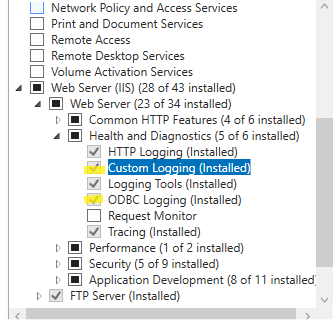 Network Policy and Access Services
Print and Document Services
Remote Access
Remote Desktop Services
Volume Activation Services
Web Server (IIS) (28 of 43 installed)
Web Server (23 of 34 installed)
Common HTTP Features (4 of 6 installed)
Health and Diagnostics (5 of 6 installed)
HTTP Logging (Installed)
Custom Logging (Installed)
Logging Tools (Installed)
ODBC Logging (Installed)
Request Monitor
Tracing (Installed)
Performance (1 of 2 installed)
Security (5 of 9 installed)
Application Development (8 of 11 installed)
FTP Server (Installed)